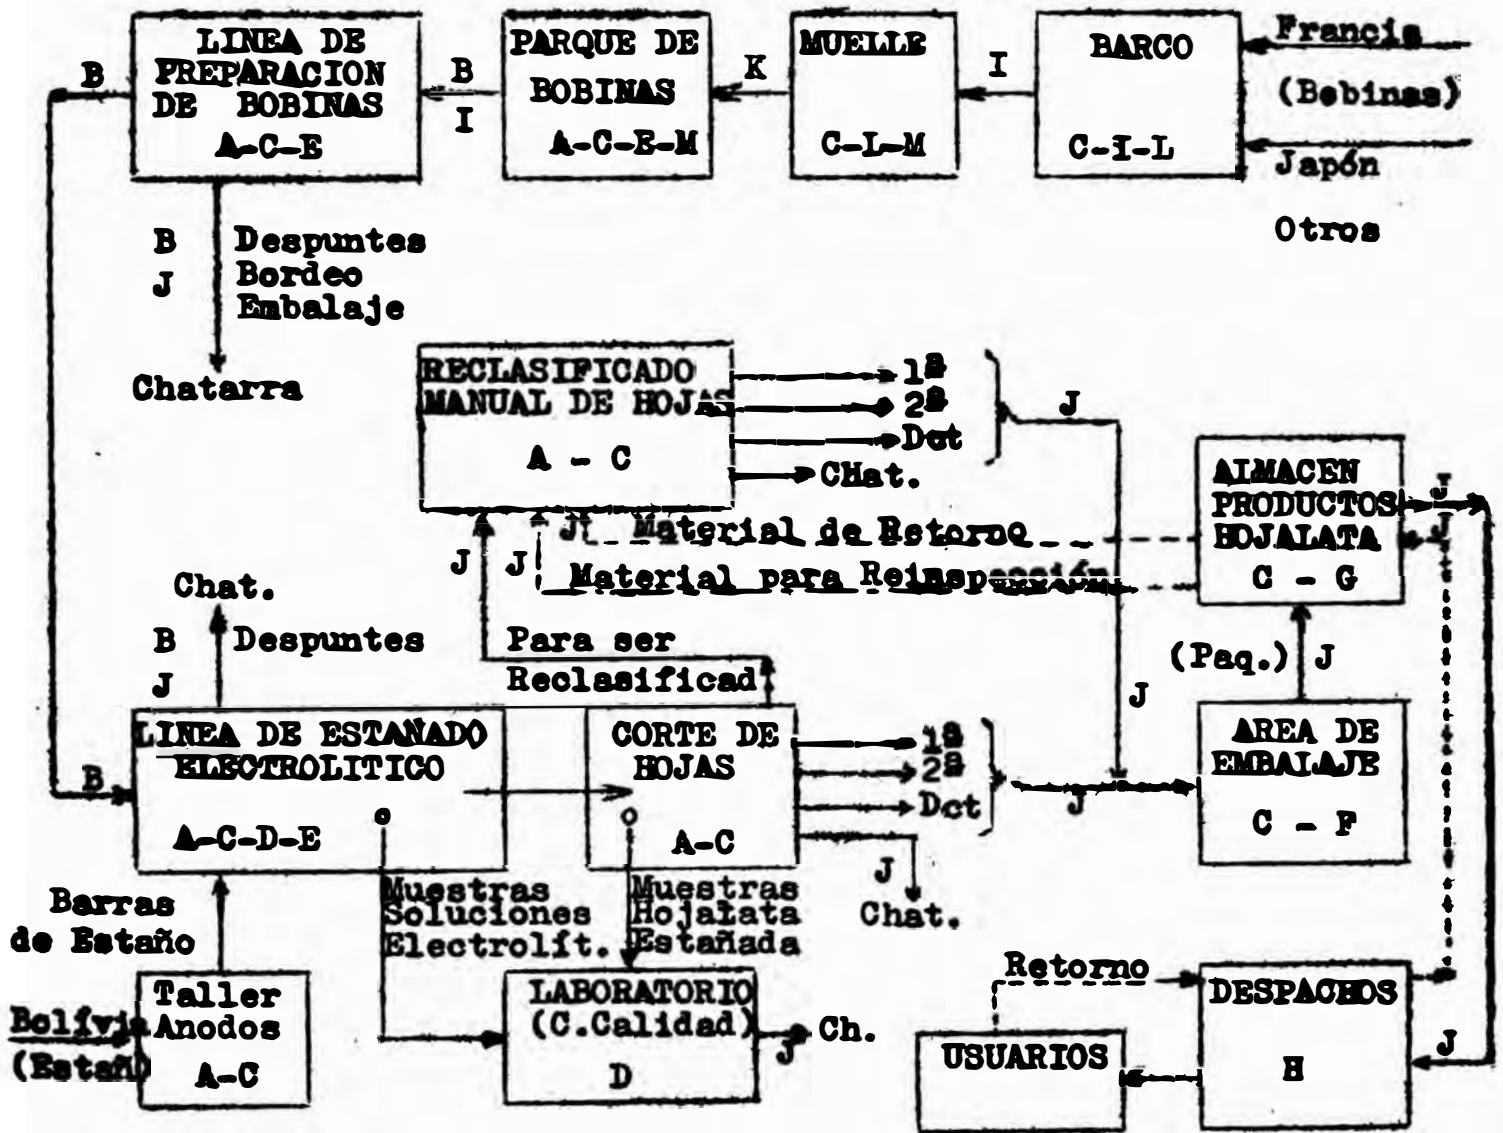 LINEA DE
PREPARACION
DE BOBINAS
A-C-E
B
B
I
PARQUE DE
BOBINAS
A-C-E-M
K
MUELLE
C-L-M
I
BARCO
C-I-L
Francia
(Bobinas)
Japón
Otros
B
J
Despuntes
Bordeo
Embalaje
Chatarra
RECLASIFICADO
MANUAL DE HOJAS
A - C
1ª
2ª
Dct
CHat.
J
J Material de Retorno
J
J Material para Reinspección
ALMACEN
PRODUCTOS
HOJALATA
C - G
J
J
Chat.
B
J
Despuntes
Para ser
Reclasificad
(Paq.) J
J
LINEA DE ESTAÑADO
ELECTROLITICO
A-C-D-E
B
CORTE DE
HOJAS
A-C
1ª
2ª
Dct
J
Chat.
J
AREA DE
EMBALAJE
C - F
Barras
de Estaño
Muestras
Soluciones
Electrolít.
Muestras
Hojalata
Estañada
Bolívia
(Estañ)
Taller
Anodos
A-C
LABORATORIO
(C.Calidad)
D
J
Ch.
Retorno
USUARIOS
DESPACHOS
H
J